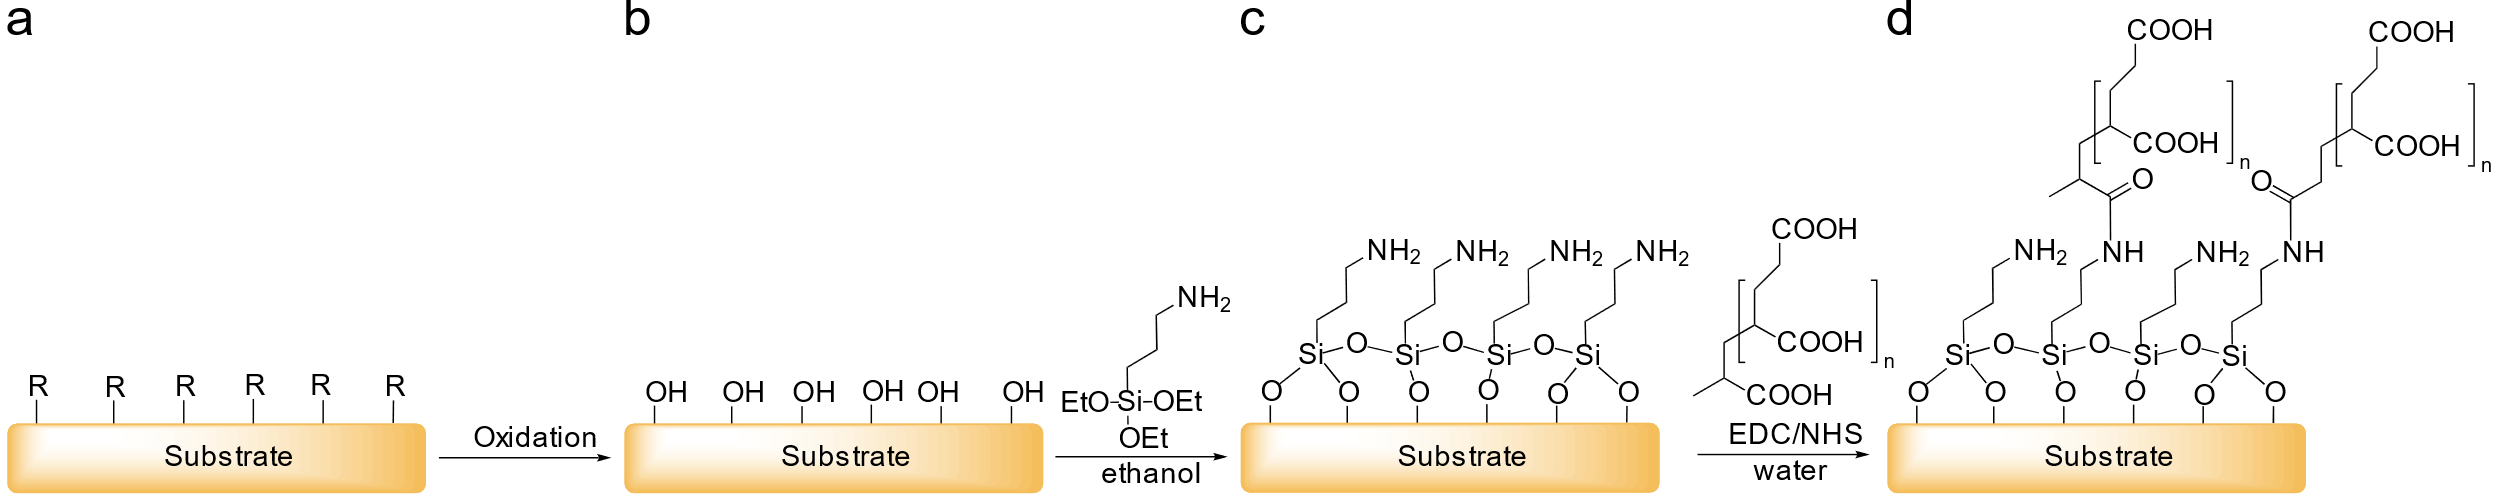 a
b
c
d
R R R R R R
Substrate
Oxidation
OH OH OH OH OH OH
Substrate
NH2
EtO Si OEt
OEt
ethanol
NH2 NH2 NH2 NH2
Si O Si O Si O Si
O O O O O O
Substrate
COOH
COOH
n
COOH
EDC/NHS
water
COOH
COOH
n
O
COOH
COOH
n
O
NH2 NH NH2 NH
Si O Si O Si O Si
O O O O O O
Substrate